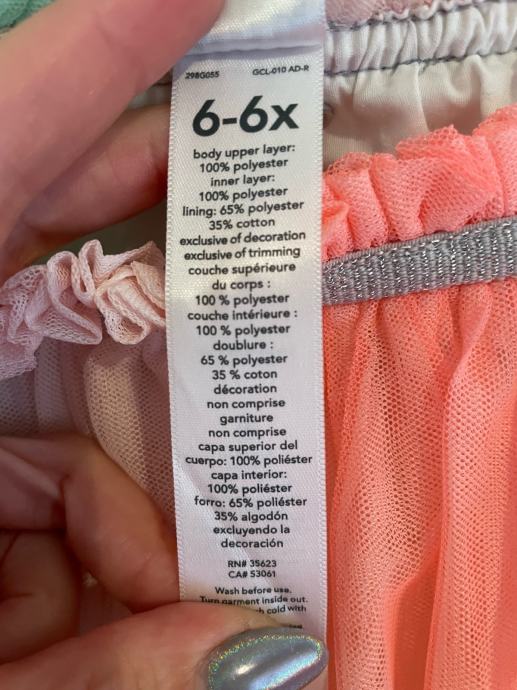 298G055 GCL-010 AD-R
6-6x
body upper layer:
100% polyester
inner layer:
100% polyester
lining: 65% polyester
35% cotton
exclusive of decoration
exclusive of trimming
couche supérieure
du corps :
100 % polyester
couche intérieure :
100 % polyester
doublure :
65 % polyester
35 % coton
décoration
non comprise
garniture
non comprise
capa superior del
cuerpo: 100% poliéster
capa interior:
100% poliéster
forro: 65% poliéster
35% algodón
excluyendo la
decoración
RN# 35623
CA# 53061
Wash before use.
Turn garment inside out.
cold with